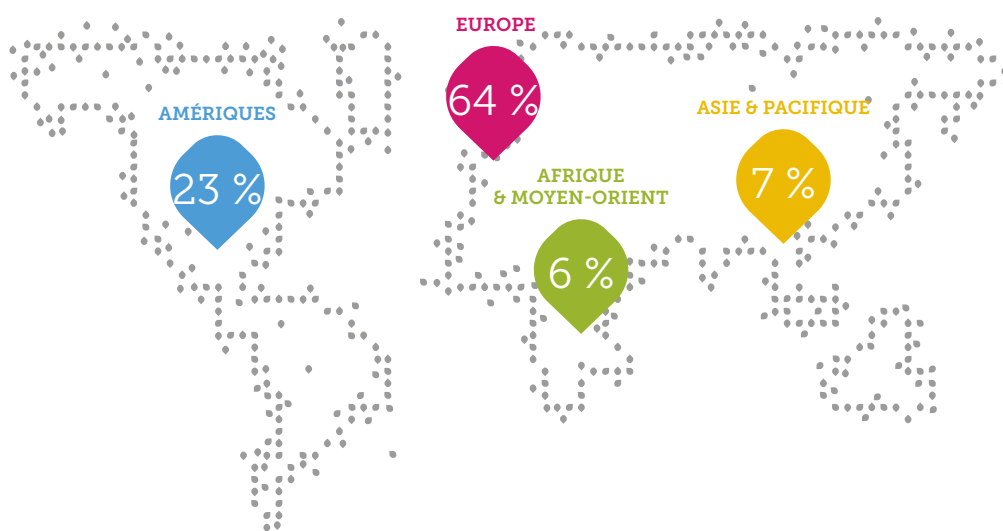 EUROPE
64 %
AMÉRIQUES
23 %
ASIE & PACIFIQUE
7 %
AFRIQUE
& MOYEN-ORIENT
6 %